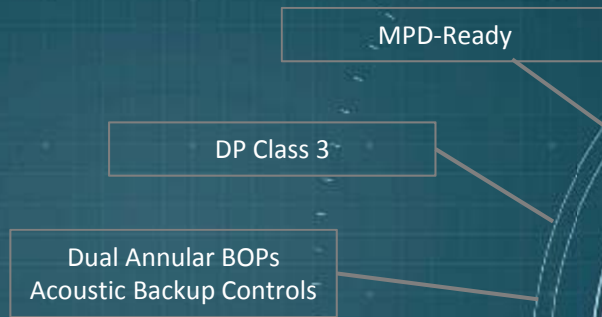 MPD-Ready
DP Class 3
Dual Annular BOPs
Acoustic Backup Controls